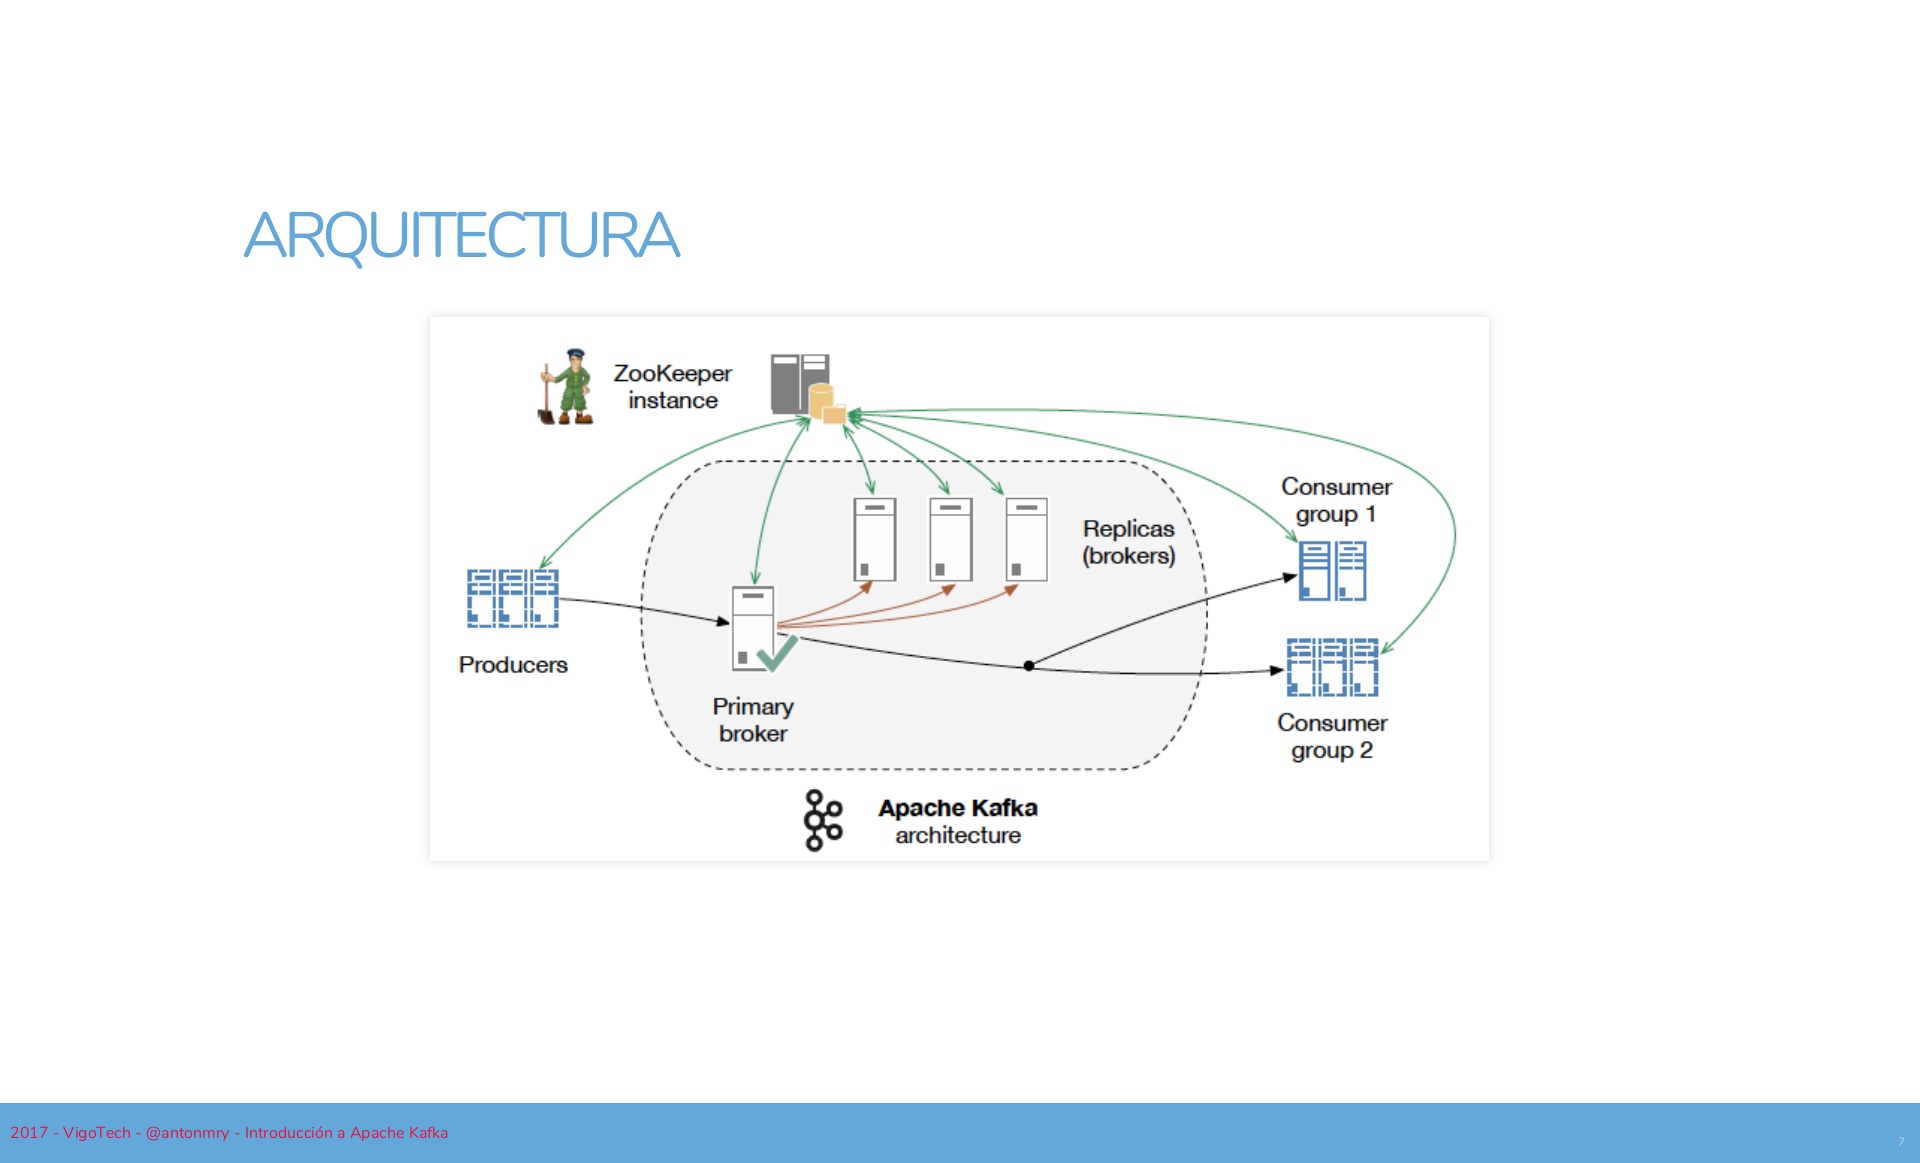 ARQUITECTURA
ZooKeeper
instance
Consumer
group 1
Replicas
(brokers)
Producers
Primary
broker
Consumer
group 2
Apache Kafka
architecture
2017 - VigoTech - @antonmry - Introducción a Apache Kafka
7